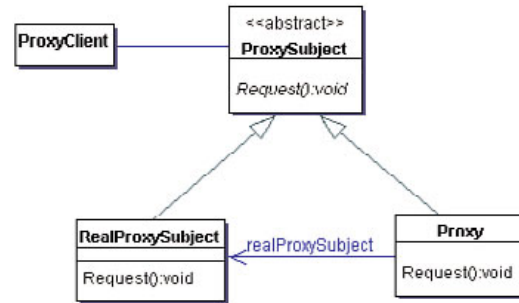 <<abstract>>
ProxyClient
ProxySubject
Request():void
realProxySubject
RealProxySubject
Proxy
Request():void
Request():void